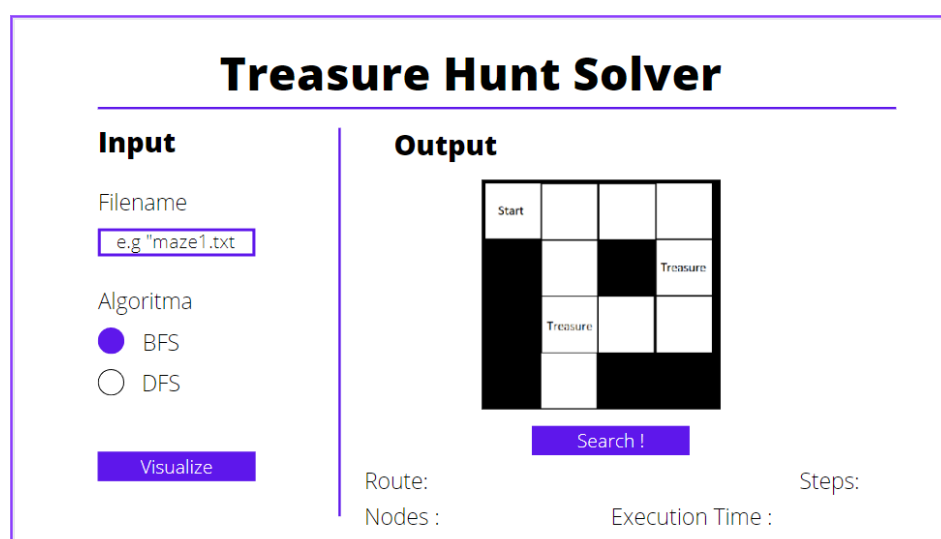 Treasure Hunt Solver
Input
Filename
e.g "maze1.txt
Algoritma
BFS
DFS
Visualize
Output
Start
Treasure
Treasure
Search !
Route:
Steps:
Nodes :
Execution Time :